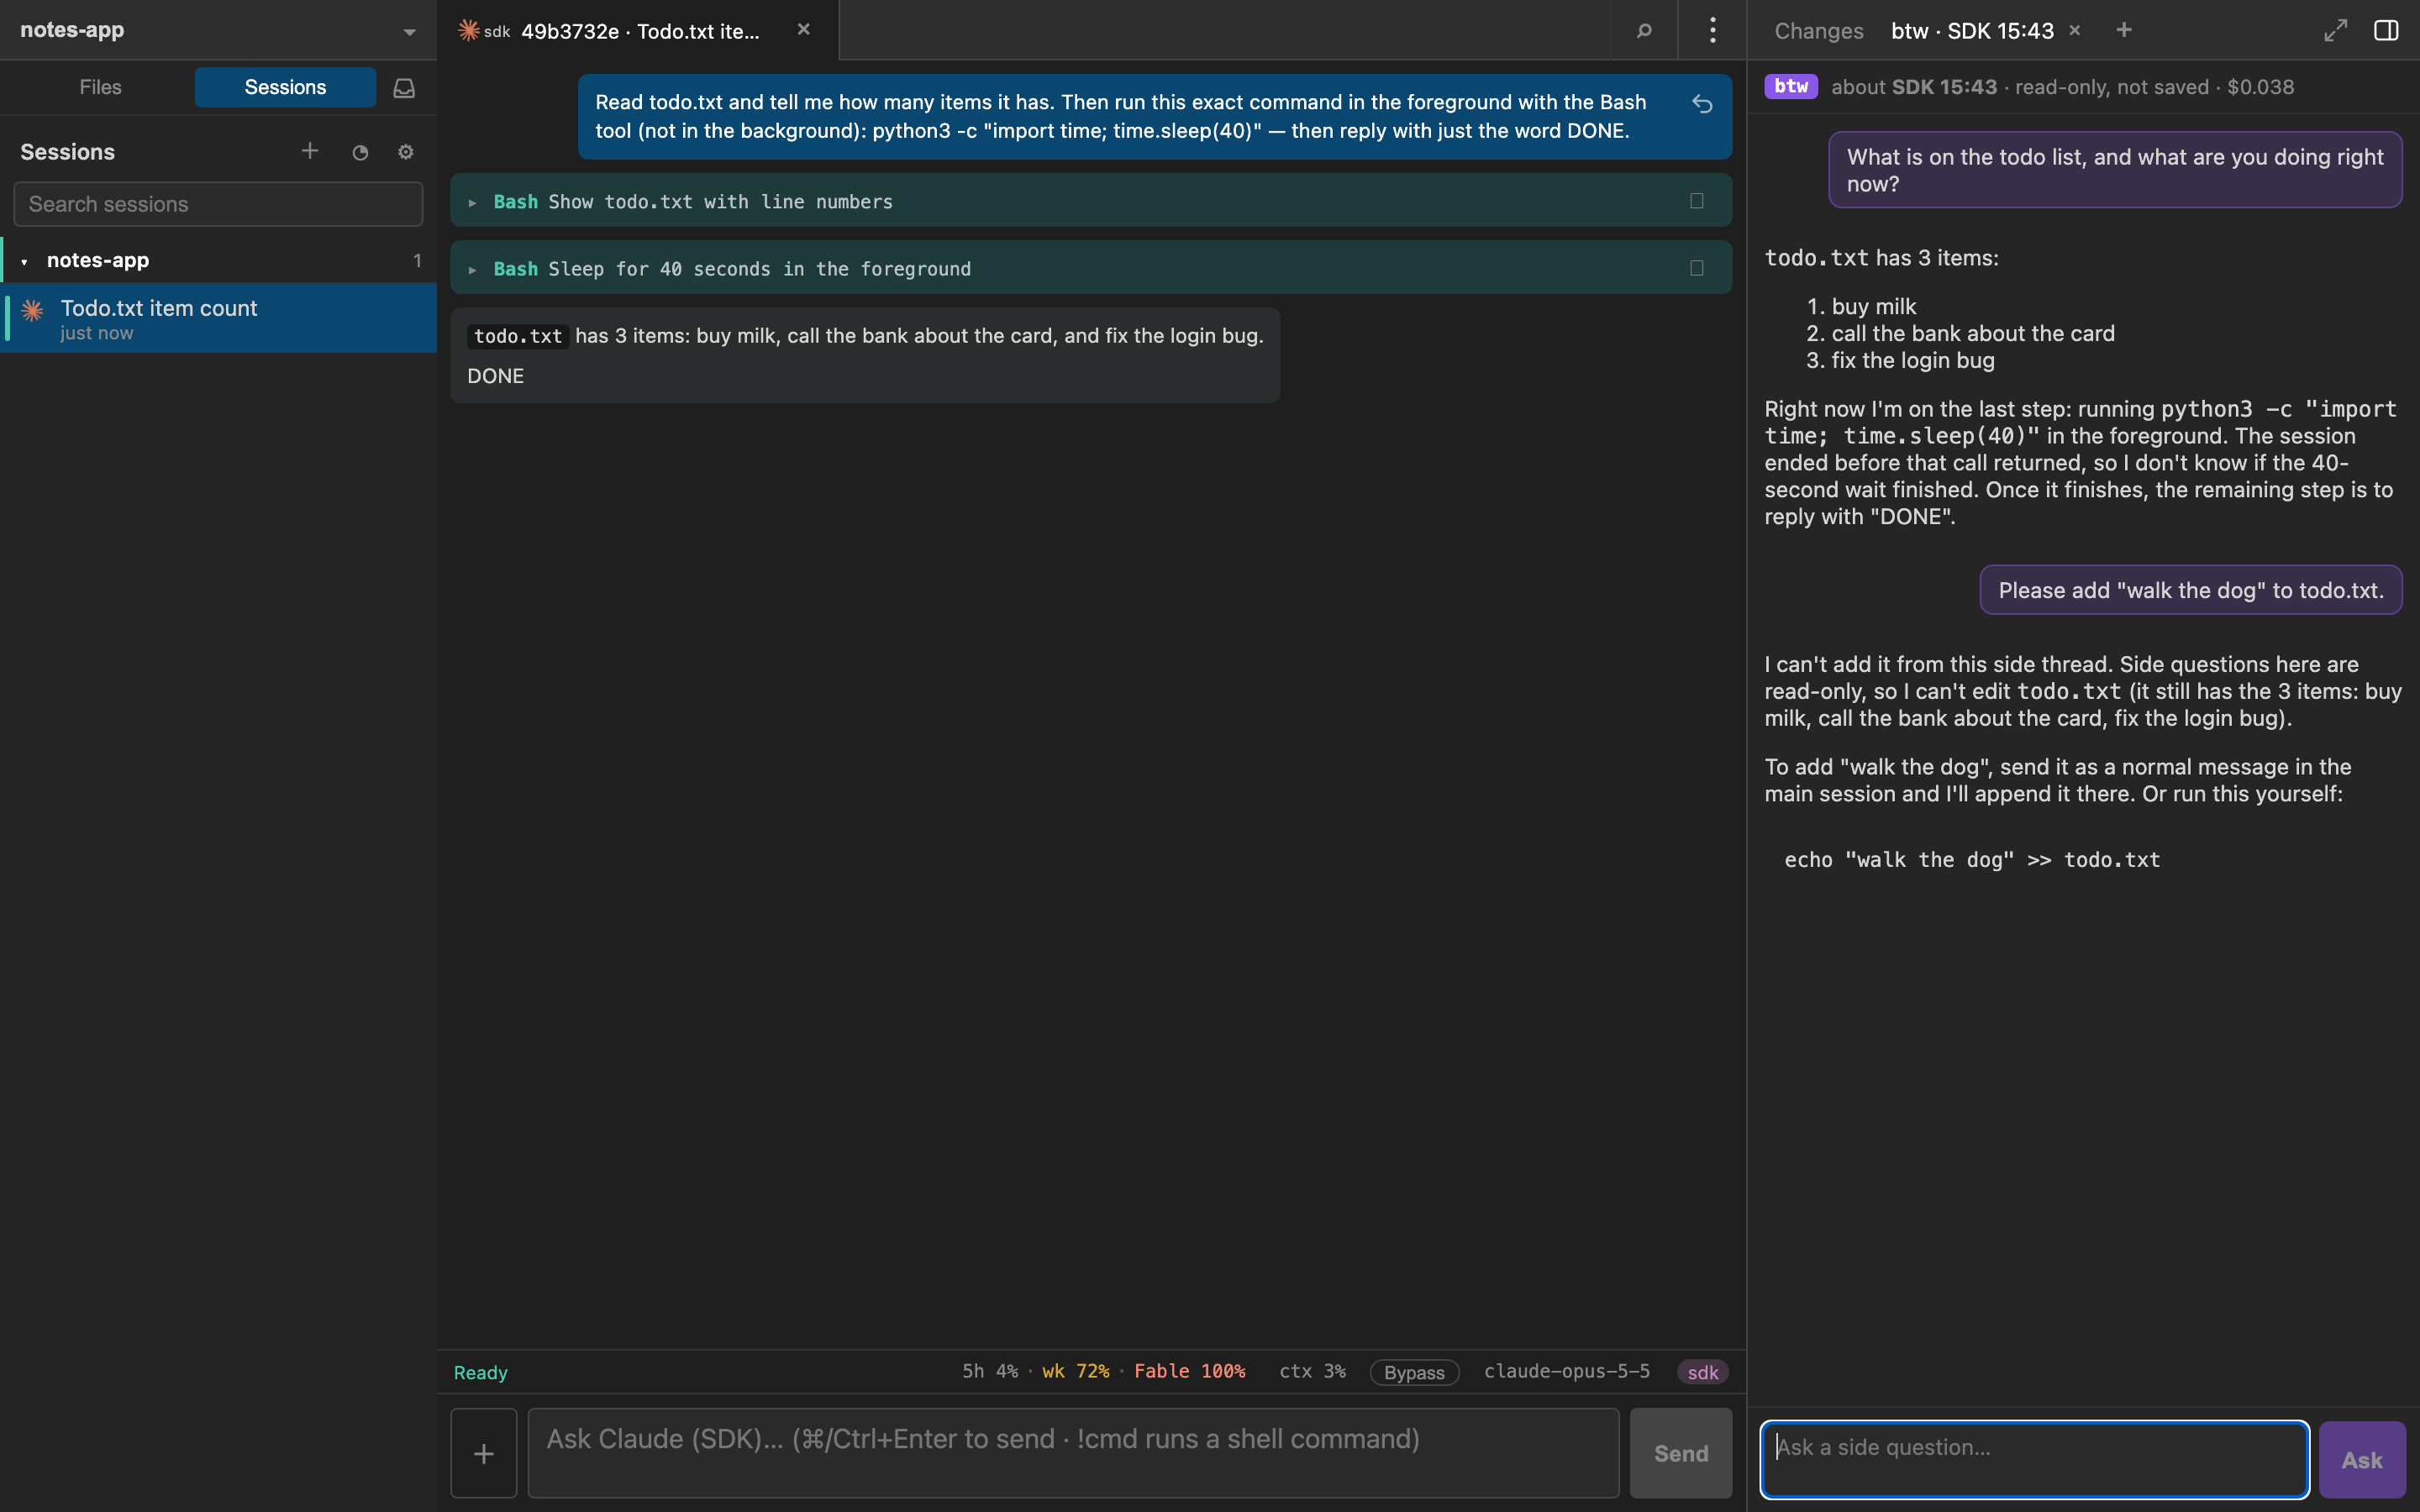 notes-app
Files
Sessions
Sessions
Search sessions
notes-app
1
Todo.txt item count
just now
sdk 49b3732e · Todo.txt ite...
Read todo.txt and tell me how many items it has. Then run this exact command in the foreground with the Bash
tool (not in the background): python3 -c "import time; time.sleep(40)" — then reply with just the word DONE.
Bash Show todo.txt with line numbers
Bash Sleep for 40 seconds in the foreground
todo.txt has 3 items: buy milk, call the bank about the card, and fix the login bug.
DONE
Ready
5h 4% · wk 72% · Fable 100%
ctx 3%
Bypass
claude-opus-5-5
sdk
Ask Claude (SDK)... (⌘/Ctrl+Enter to send · !cmd runs a shell command)
Send
Changes
btw · SDK 15:43
btw about SDK 15:43 · read-only, not saved · $0.038
What is on the todo list, and what are you doing right
now?
todo.txt has 3 items:
1. buy milk
2. call the bank about the card
3. fix the login bug
Right now I'm on the last step: running python3 -c "import
time; time.sleep(40)" in the foreground. The session
ended before that call returned, so I don't know if the 40-
second wait finished. Once it finishes, the remaining step is to
reply with "DONE".
Please add "walk the dog" to todo.txt.
I can't add it from this side thread. Side questions here are
read-only, so I can't edit todo.txt (it still has the 3 items: buy
milk, call the bank about the card, fix the login bug).
To add "walk the dog", send it as a normal message in the
main session and I'll append it there. Or run this yourself:
echo "walk the dog" >> todo.txt
Ask a side question...
Ask